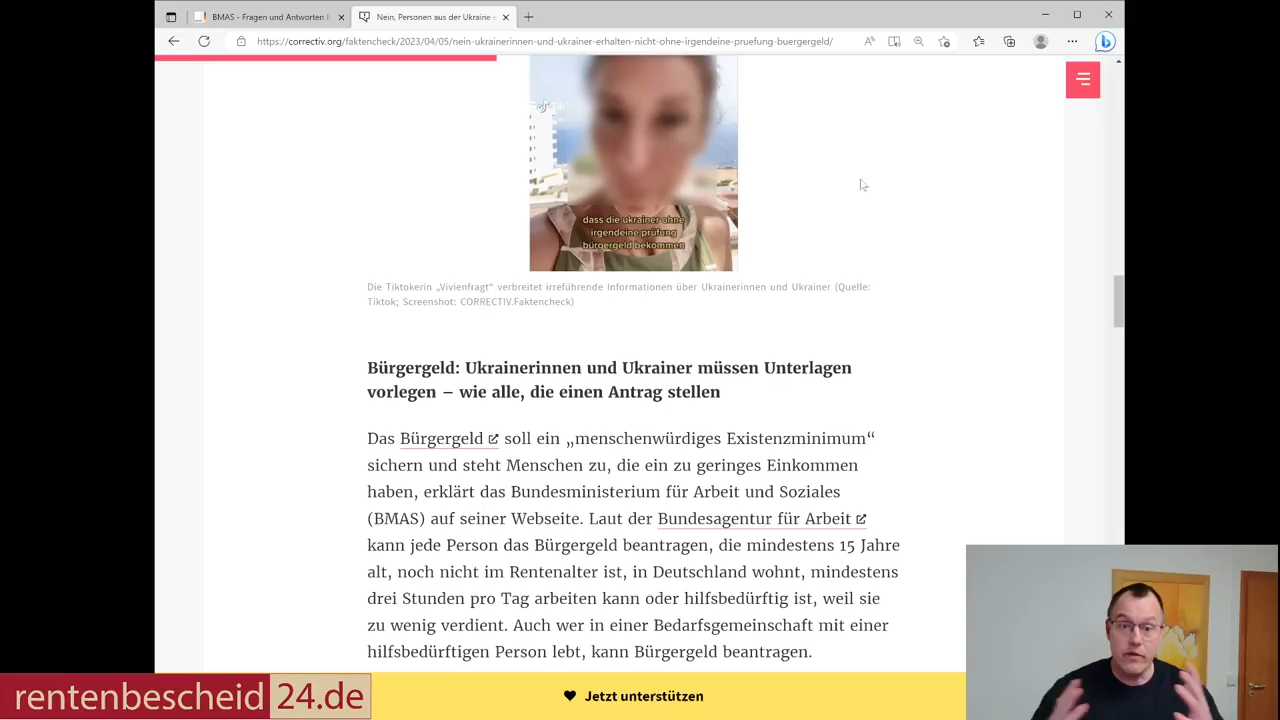 BMAS - Fragen und Antworten
Nein, Personen aus der Ukraine
https://correctiv.org/faktencheck/2023/04/05/nein-ukrainerinnen-und-ukrainer-erhalten-nicht-ohne-irgendeine-pruefung-buergergeld/
dass die ukrainer ohne
irgendeine prüfung
bürgergeld bekommen
Die Tiktokerin „Vivienfragt“ verbreitet irreführende Informationen über Ukrainerinnen und Ukrainer (Quelle:
Tiktok; Screenshot: CORRECTIV.Faktencheck)
Bürgergeld: Ukrainerinnen und Ukrainer müssen Unterlagen
vorlegen – wie alle, die einen Antrag stellen
Das Bürgergeld soll ein „menschenwürdiges Existenzminimum“
sichern und steht Menschen zu, die ein zu geringes Einkommen
haben, erklärt das Bundesministerium für Arbeit und Soziales
(BMAS) auf seiner Webseite. Laut der Bundesagentur für Arbeit
kann jede Person das Bürgergeld beantragen, die mindestens 15 Jahre
alt, noch nicht im Rentenalter ist, in Deutschland wohnt, mindestens
drei Stunden pro Tag arbeiten kann oder hilfsbedürftig ist, weil sie
zu wenig verdient. Auch wer in einer Bedarfsgemeinschaft mit einer
hilfsbedürftigen Person lebt, kann Bürgergeld beantragen.
rentenbescheid 24.de
Jetzt unterstützen